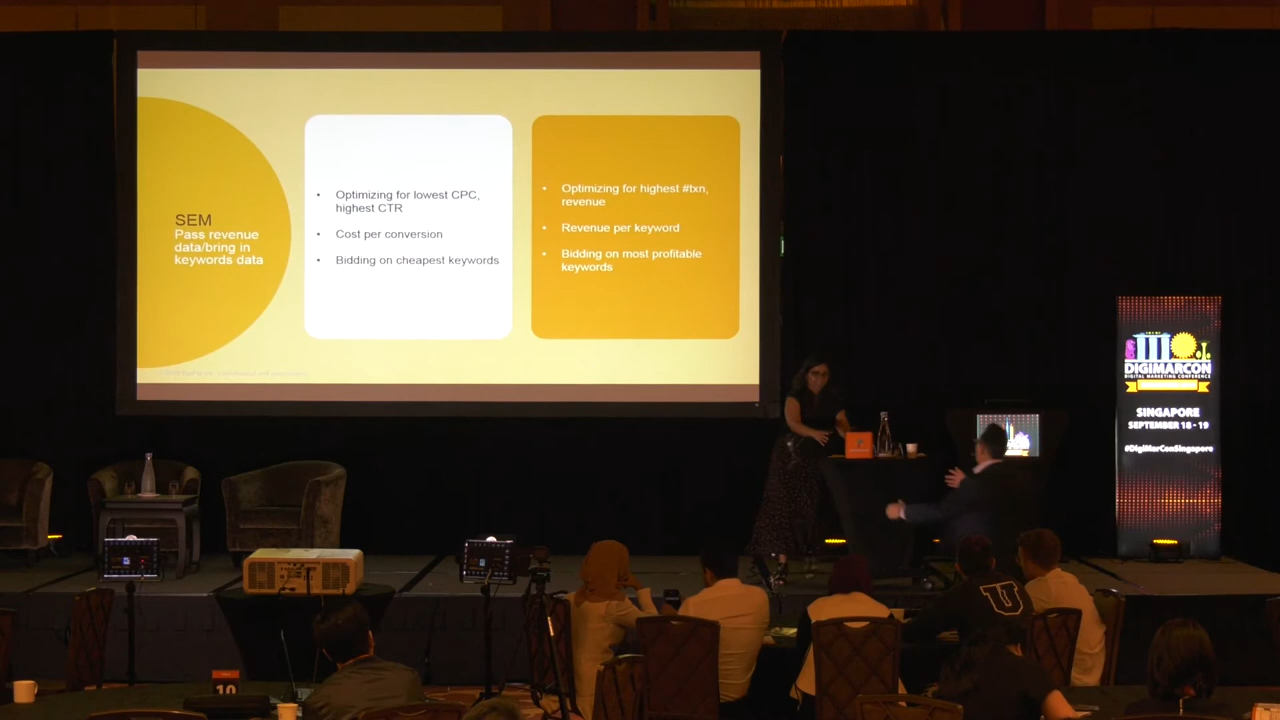 SEM
Pass revenue
data/bring in
keywords data
• Optimizing for lowest CPC,
highest CTR
• Cost per conversion
• Bidding on cheapest keywords
• Optimizing for highest #txn,
revenue
• Revenue per keyword
• Bidding on most profitable
keywords
DIGIMARCON
DIGITAL MARKETING CONFERENCE
SINGAPORE
SEPTEMBER 18 - 19
#DigiMarConSingapore
U
10